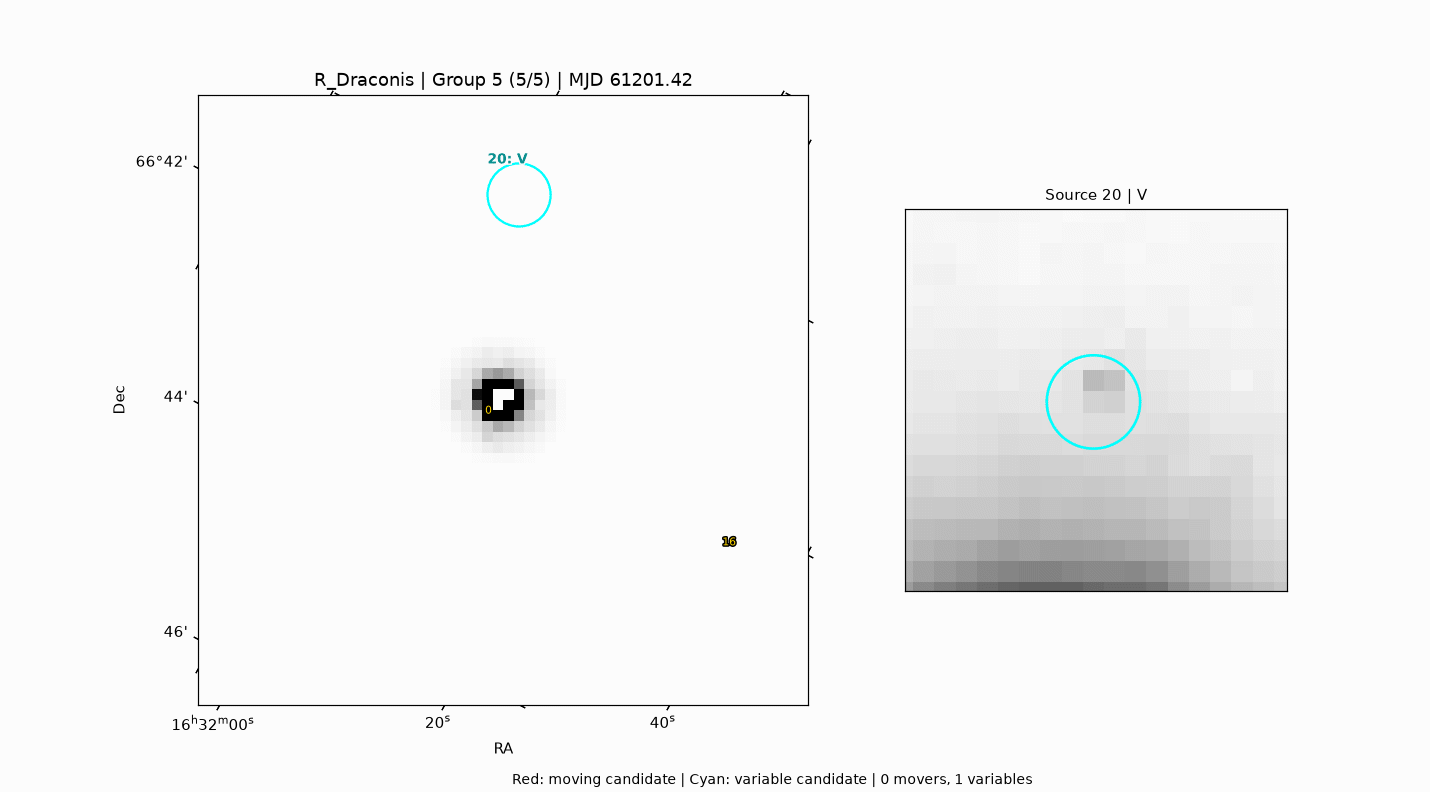 R_Draconis | Group 5 (5/5) | MJD 61201.42
66°42'
20: V
Source 20 | V
44'
Dec
0
16
46'
16h32m00s
20s
40s
RA
Red: moving candidate | Cyan: variable candidate | 0 movers, 1 variables